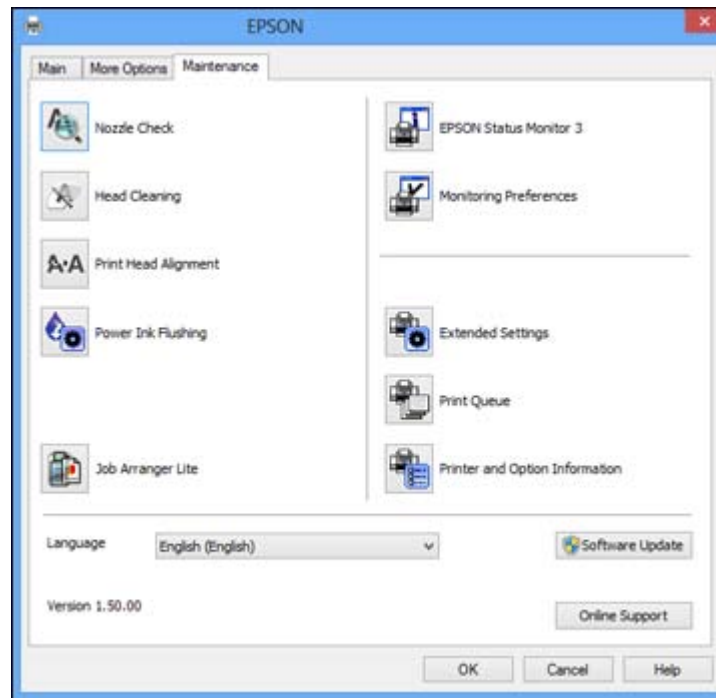 EPSON
Main
More Options
Maintenance
Nozzle Check
Head Cleaning
A·A Print Head Alignment
Power Ink Flushing
Job Arranger Lite
EPSON Status Monitor 3
Monitoring Preferences
Extended Settings
Print Queue
Printer and Option Information
Language
English (English)
Software Update
Version 1.50.00
Online Support
OK
Cancel
Help